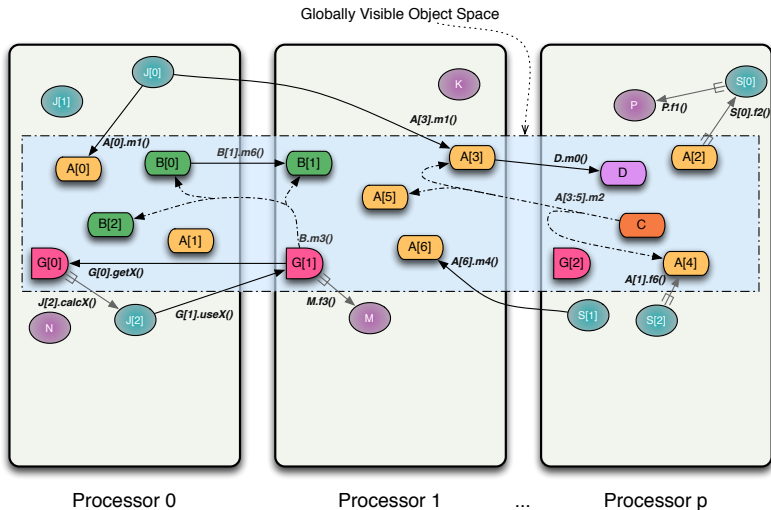 Globally Visible Object Space
J[0]
J[1]
K
P
S[0]
P.f1()
S[0].f2()
A[0].m1()
A[3].m1()
A[0]
B[0]
B[1].m6()
B[1]
A[3]
D.m0()
D
A[2]
A[5]
A[3:5].m2
B[2]
A[1]
B.m3()
A[6]
C
G[0]
G[0].getX()
G[1]
A[6].m4()
G[2]
A[4]
A[1].f6()
J[2].calcX()
G[1].useX()
M.f3()
N
J[2]
M
S[1]
S[2]
Processor 0
Processor 1
...
Processor p